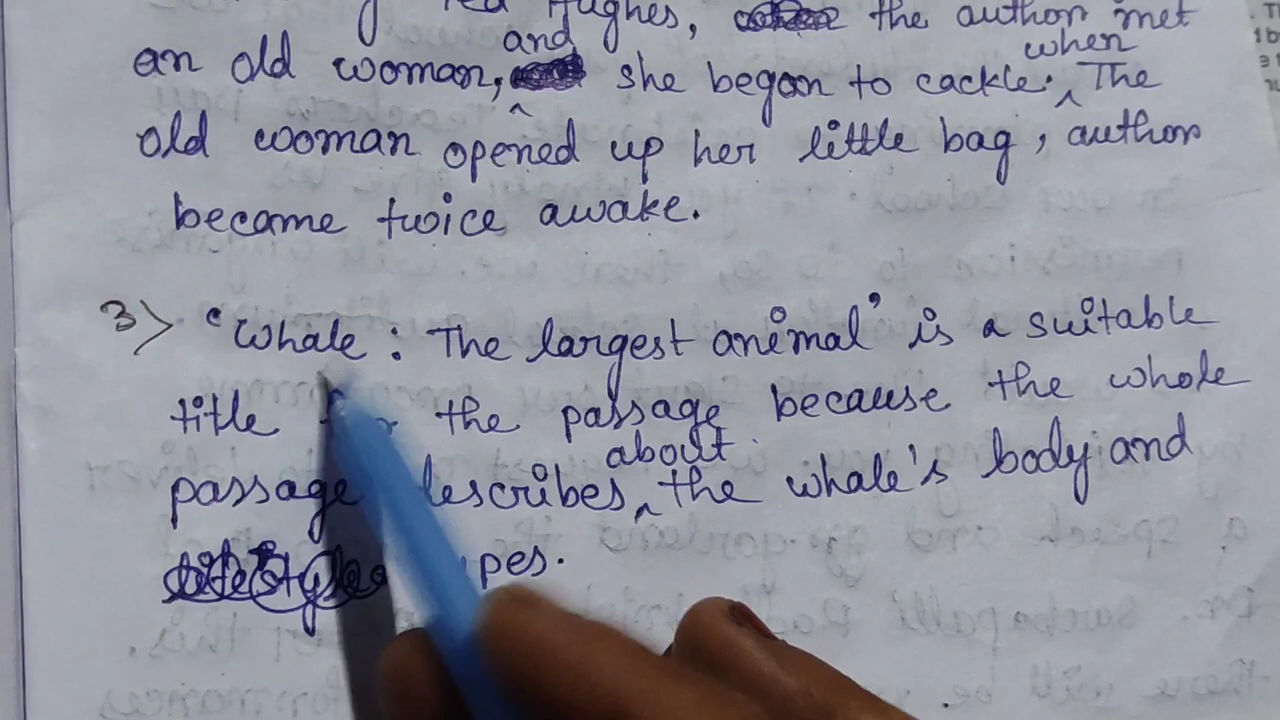 Hughes, the author met
an old woman, and she began to cackle. when The
old woman opened up her little bag, author
became twice awake.
3) 'Whale: The largest animal' is a suitable
title the passage because the whole
passage describes about the whale's body and